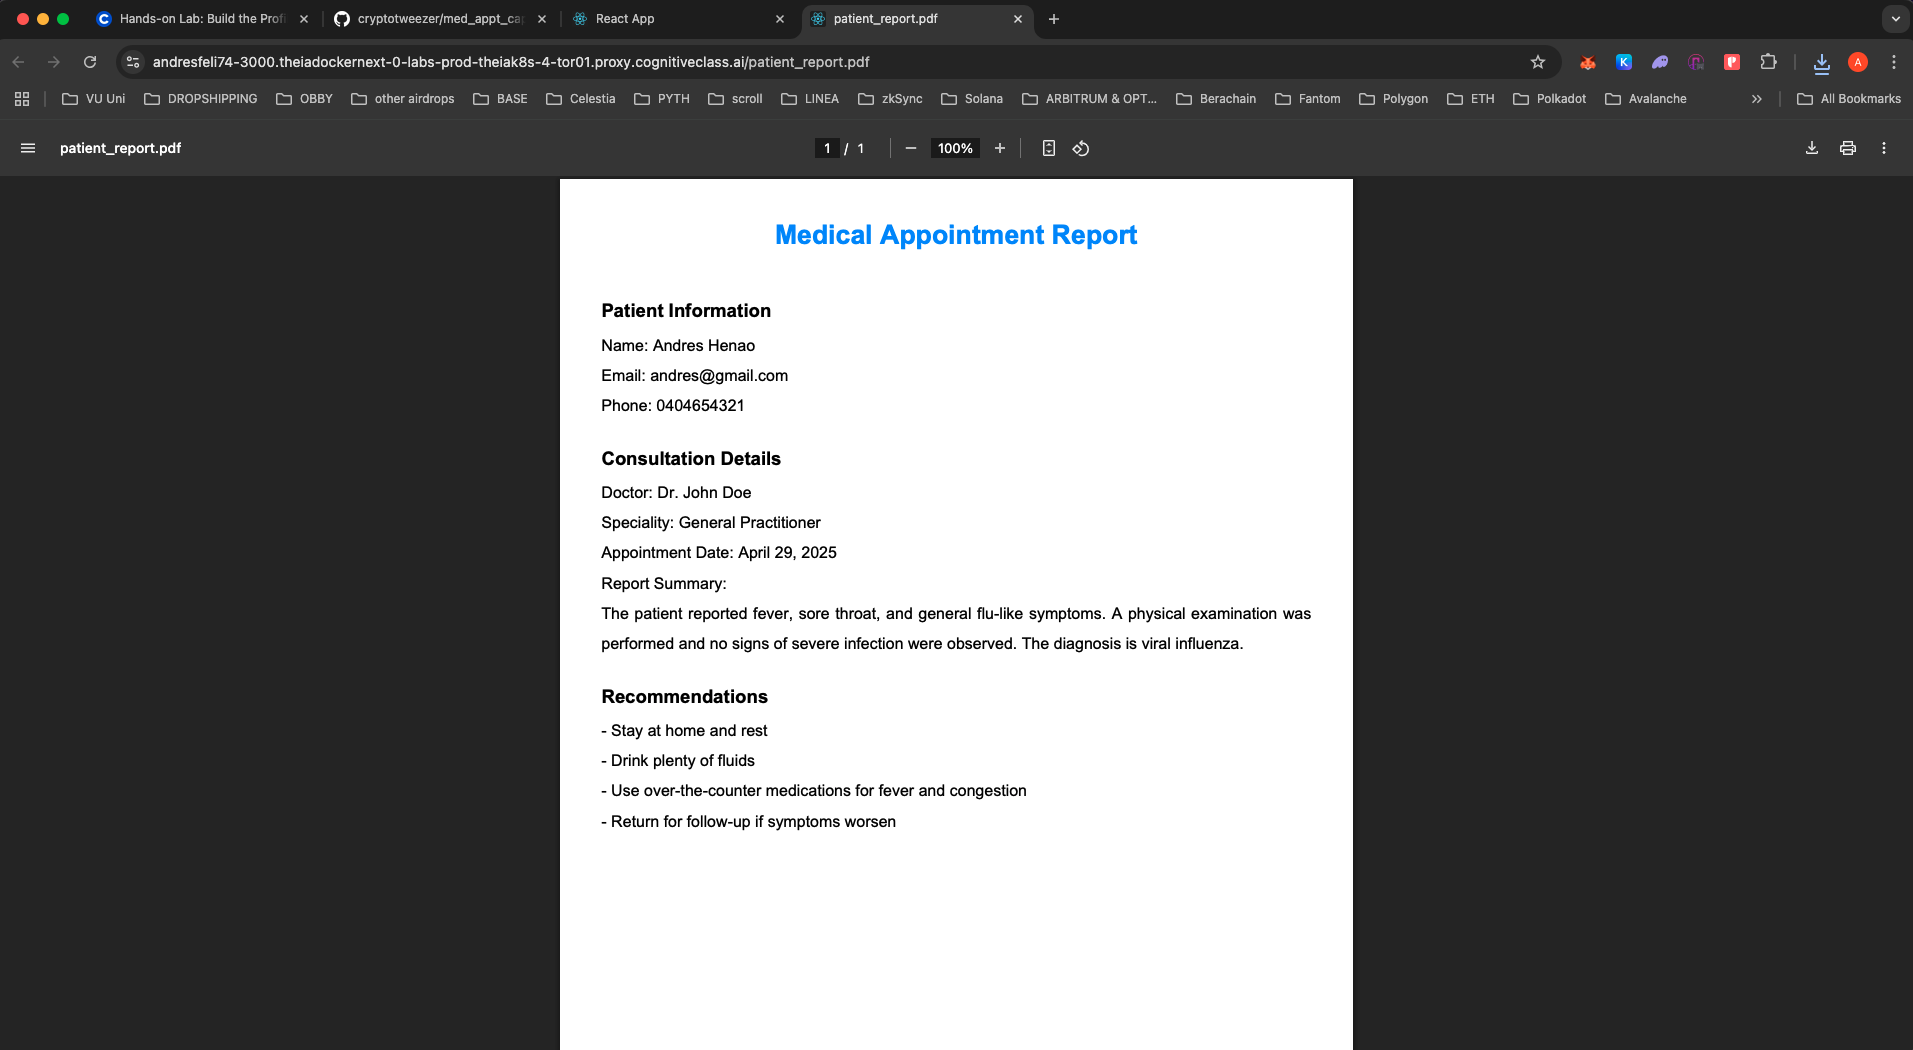 Hands-on Lab: Build the Profi
cryptotweezer/med_appt_cap
React App
patient_report.pdf
andresfeli74-3000.theiadockernext-0-labs-prod-theiak8s-4-tor01.proxy.cognitiveclass.ai/patient_report.pdf
A
VU Uni
DROPSHIPPING
OBBY
other airdrops
BASE
Celestia
PYTH
scroll
LINEA
zkSync
Solana
ARBITRUM & OPT...
Berachain
Fantom
Polygon
ETH
Polkadot
Avalanche
All Bookmarks
patient_report.pdf
1 / 1
100%
Medical Appointment Report
Patient Information
Name: Andres Henao
Email: andres@gmail.com
Phone: 0404654321
Consultation Details
Doctor: Dr. John Doe
Speciality: General Practitioner
Appointment Date: April 29, 2025
Report Summary:
The patient reported fever, sore throat, and general flu-like symptoms. A physical examination was
performed and no signs of severe infection were observed. The diagnosis is viral influenza.
Recommendations
- Stay at home and rest
- Drink plenty of fluids
- Use over-the-counter medications for fever and congestion
- Return for follow-up if symptoms worsen